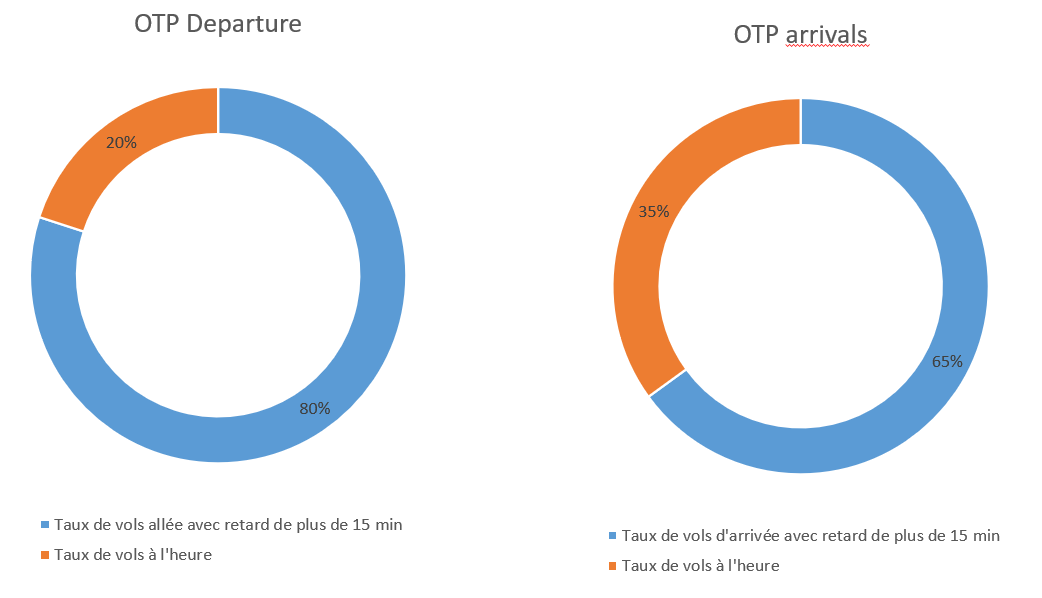 OTP Departure
20%
80%
Taux de vols allée avec retard de plus de 15 min
Taux de vols à l'heure
OTP arrivals
35%
65%
Taux de vols d'arrivée avec retard de plus de 15 min
Taux de vols à l'heure